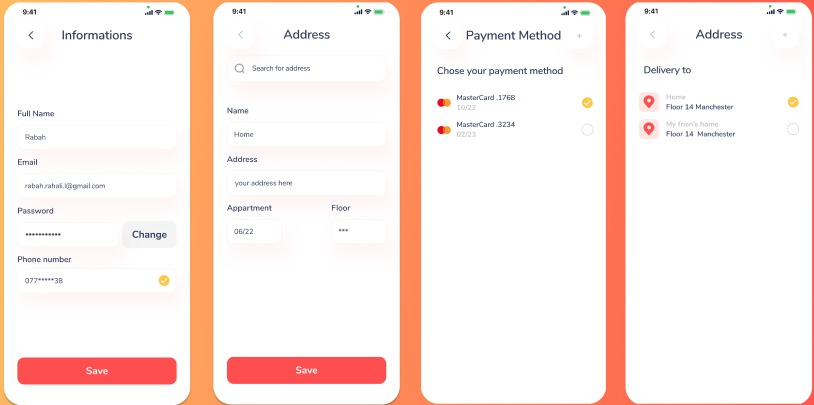 9:41
Informations
Full Name
Rabah
Email
rabah.rahali.l@gmail.com
Password
***********
Change
Phone number
077*****38
Save
9:41
Address
Search for address
Name
Home
Address
your address here
Appartment
Floor
06/22
***
Save
9:41
Payment Method
+
Chose your payment method
MasterCard .1768
10/22
MasterCard .3234
02/23
9:41
Address
+
Delivery to
Home
Floor 14 Manchester
My frien's home
Floor 14 Manchester